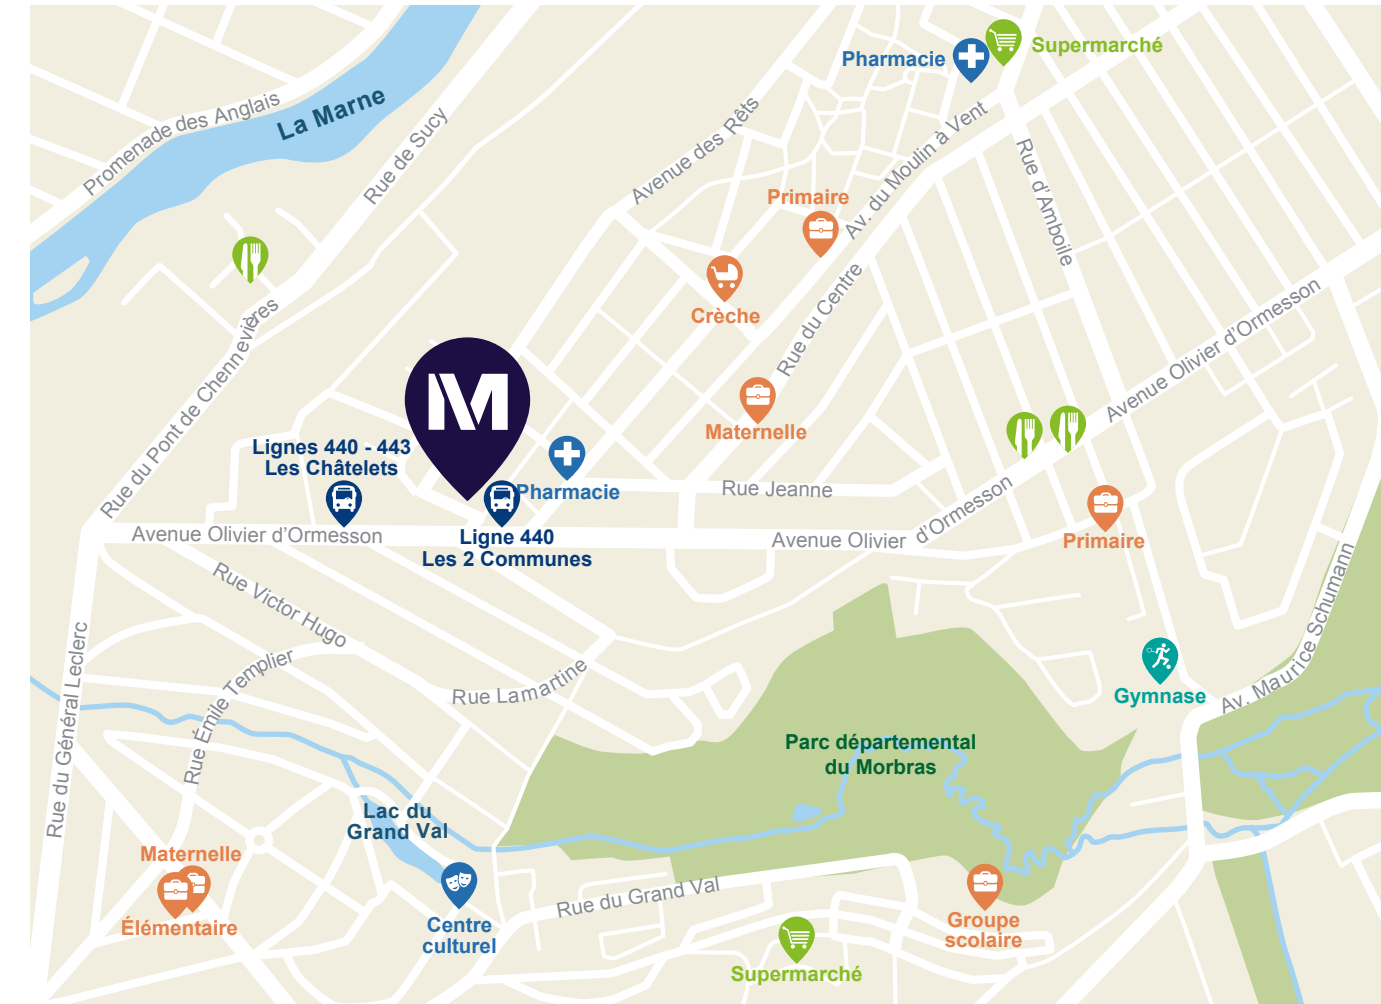 Pharmacie
Supermarché
La Marne
Promenade des Anglais
Rue de Sucy
Avenue des Rêts
Av. du Moulin à Vent
Rue d'Amboile
Primaire
Crèche
Rue du Centre
Avenue Olivier d'Ormesson
Rue du Pont de Chennevières
M
Maternelle
Lignes 440 - 443
Les Châtelets
Pharmacie
Rue Jeanne
Avenue Olivier d'Ormesson
Ligne 440
Les 2 Communes
Avenue Olivier d'Ormesson
Primaire
Rue Victor Hugo
Rue du Général Leclerc
Rue Émile Templier
Rue Lamartine
Av. Maurice Schumann
Gymnase
Parc départemental
du Morbras
Lac du
Grand Val
Maternelle
Élémentaire
Centre
culturel
Rue du Grand Val
Groupe
scolaire
Supermarché